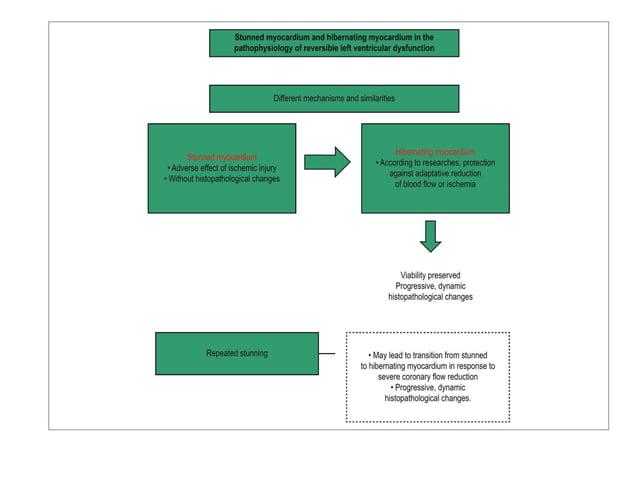 Stunned myocardium and hibernating myocardium in the
pathophysiology of reversible left ventricular dysfunction
Different mechanisms and similarities
Stunned myocardium
• Adverse effect of ischemic injury
• Without histopathological changes
Hibernating myocardium
• According to researches, protection
against adaptative reduction
of blood flow or ischemia
Viability preserved
Progressive, dynamic
histopathological changes
Repeated stunning
• May lead to transition from stunned
to hibernating myocardium in response to
severe coronary flow reduction
• Progressive, dynamic
histopathological changes.